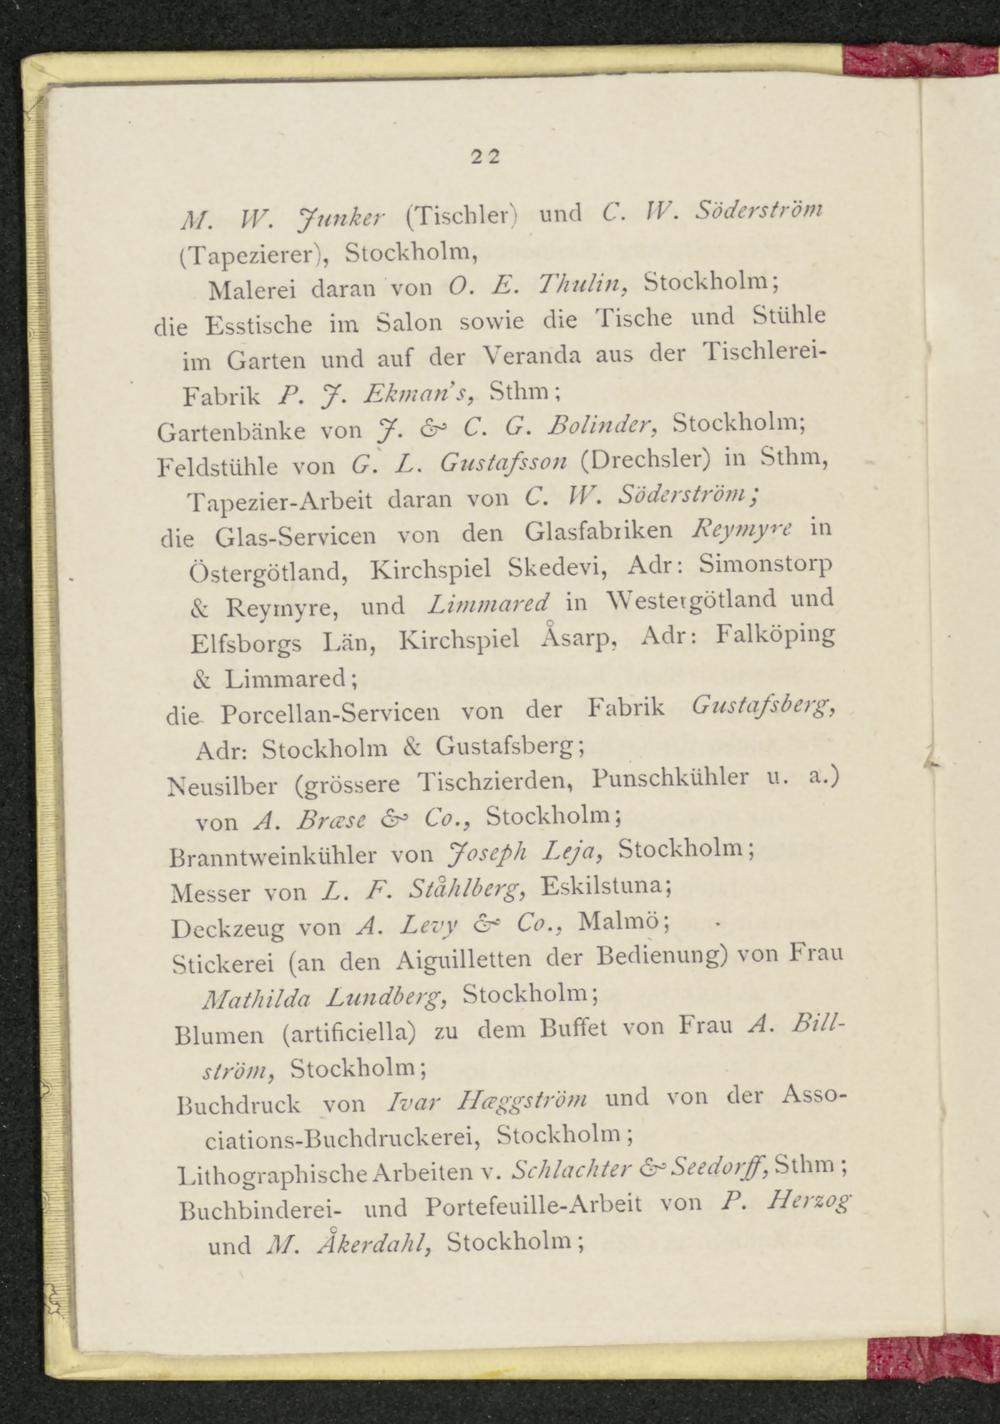 22
M. W. Junker (Tischler) und C. W. Söderström
(Tapezierer), Stockholm,
Malerei daran von O. E. Thulin, Stockholm;
die Esstische im Salon sowie die Tische und Stühle
im Garten und auf der Veranda aus der Tischlerei-
Fabrik P. J. Ekman's, Sthm;
Gartenbänke von J. & C. G. Bolinder, Stockholm;
Feldstühle von G. L. Gustafsson (Drechsler) in Sthm,
Tapezier-Arbeit daran von C. W. Söderström;
die Glas-Servicen von den Glasfabriken Reymyre in
Östergötland, Kirchspiel Skedevi, Adr: Simonstorp
& Reymyre, und Limmared in Westergötland und
Elfsborgs Län, Kirchspiel Åsarp, Adr: Falköping
& Limmared;
die Porcellan-Servicen von der Fabrik Gustafsberg,
Adr: Stockholm & Gustafsberg;
Neusilber (grössere Tischzierden, Punschkühler u. a.)
von A. Bræse & Co., Stockholm;
Branntweinkühler von Joseph Leja, Stockholm;
Messer von L. F. Ståhlberg, Eskilstuna;
Deckzeug von A. Levy & Co., Malmö;
Stickerei (an den Aiguilletten der Bedienung) von Frau
Mathilda Lundberg, Stockholm;
Blumen (artificiella) zu dem Buffet von Frau A. Bill-
ström, Stockholm;
Buchdruck von Ivar Hæggström und von der Asso-
ciations-Buchdruckerei, Stockholm;
Lithographische Arbeiten v. Schlachter & Seedorff, Sthm;
Buchbinderei- und Portefeuille-Arbeit von P. Herzog
und M. Åkerdahl, Stockholm;